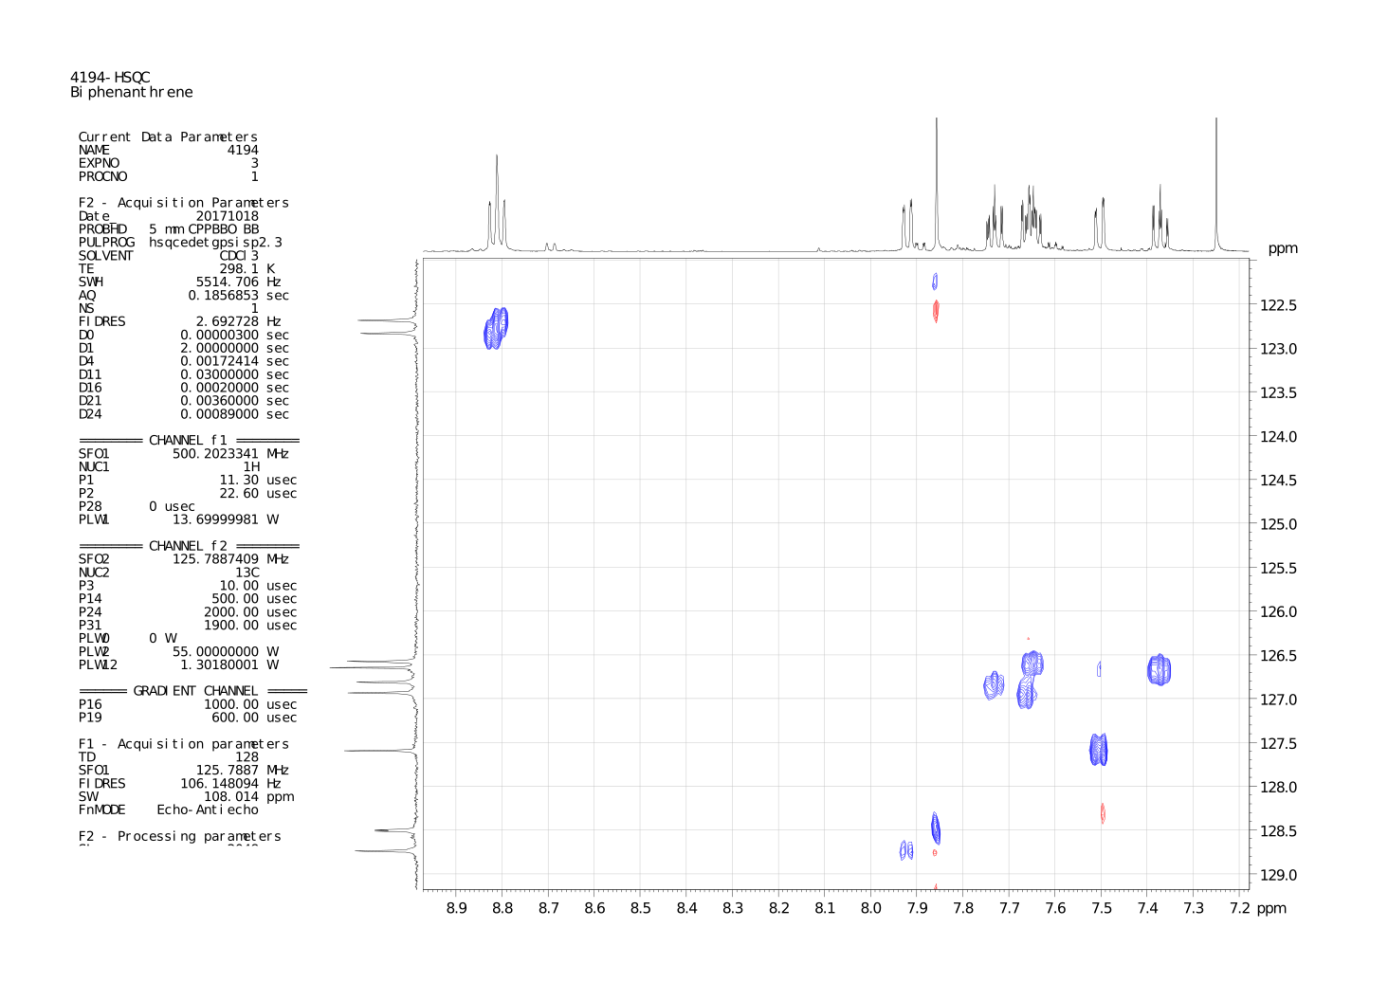 4194-HSQC
Biphenanthrene
Current Data Parameters
NAME 4194
EXPNO 3
PROCNO 1
F2 - Acquisition Parameters
Date_ 20171018
PROBHD 5 mm CPPBBO BB
PULPROG hsqcedetgpsisp2.3
SOLVENT CDCl3
TE 298.1 K
SWH 5514.706 Hz
AQ 0.1856853 sec
NS 1
FIDRES 2.692728 Hz
D0 0.00000300 sec
D1 2.00000000 sec
D4 0.00172414 sec
D11 0.03000000 sec
D16 0.00020000 sec
D21 0.00360000 sec
D24 0.00089000 sec
======== CHANNEL f1 ========
SFO1 500.2023341 MHz
NUC1 1H
P1 11.30 usec
P2 22.60 usec
P28 0 usec
PLW1 13.69999981 W
======== CHANNEL f2 ========
SFO2 125.7887409 MHz
NUC2 13C
P3 10.00 usec
P14 500.00 usec
P24 2000.00 usec
P31 1900.00 usec
PLW0 0 W
PLW2 55.00000000 W
PLW12 1.30180001 W
====== GRADIENT CHANNEL =====
P16 1000.00 usec
P19 600.00 usec
F1 - Acquisition parameters
TD 128
SFO1 125.7887 MHz
FIDRES 106.148094 Hz
SW 108.014 ppm
FnMODE Echo-Antiecho
F2 - Processing parameters
ppm
122.5
123.0
123.5
124.0
124.5
125.0
125.5
126.0
126.5
127.0
127.5
128.0
128.5
129.0
8.9 8.8 8.7 8.6 8.5 8.4 8.3 8.2 8.1 8.0 7.9 7.8 7.7 7.6 7.5 7.4 7.3 7.2 ppm